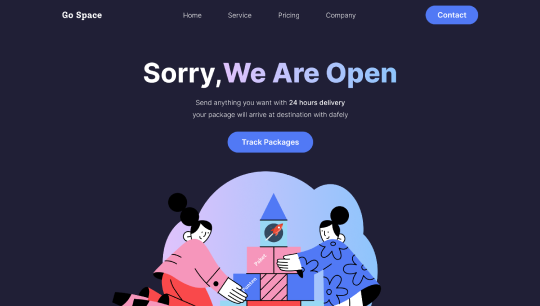 Go Space
Home Service Pricing Company
Contact
Sorry,We Are Open
Send anything you want with 24 hours delivery
your package will arrive at destination with dafely
Track Packages